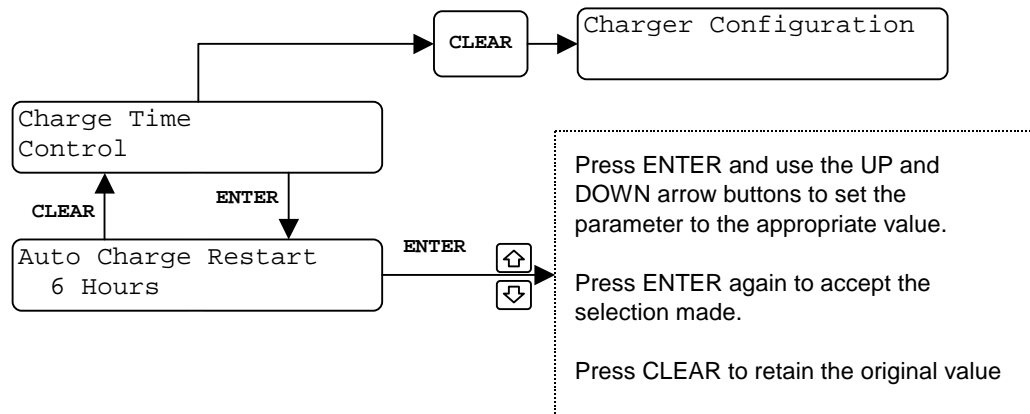 CLEAR
Charger Configuration
Charge Time
Control
CLEAR
ENTER
Auto Charge Restart
6 Hours
ENTER
Press ENTER and use the UP and
DOWN arrow buttons to set the
parameter to the appropriate value.
Press ENTER again to accept the
selection made.
Press CLEAR to retain the original value